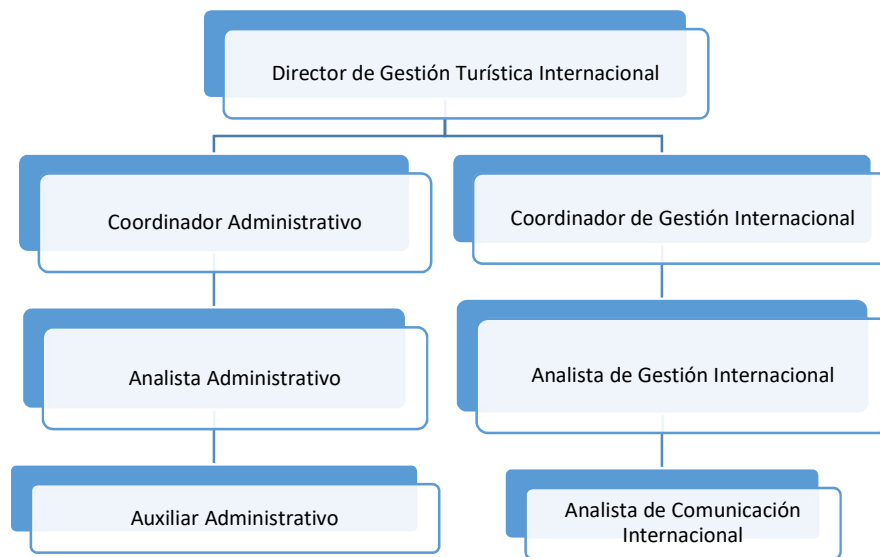 Director de Gestión Turística Internacional
Coordinador Administrativo
Coordinador de Gestión Internacional
Analista Administrativo
Analista de Gestión Internacional
Auxiliar Administrativo
Analista de Comunicación
Internacional